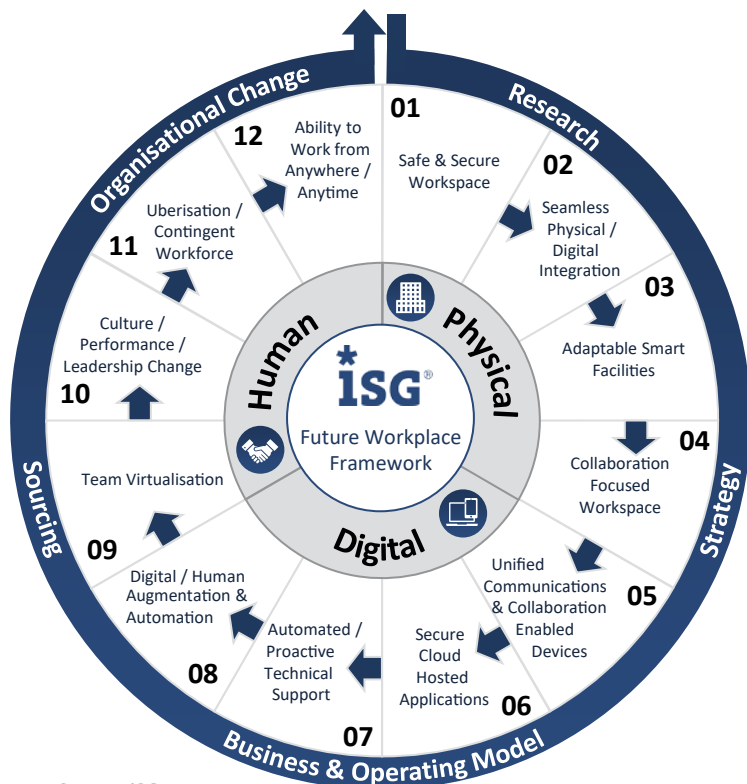 Organisational Change
Research
Strategy
Business & Operating Model
Sourcing
01
Safe & Secure
Workspace
02
Seamless
Physical /
Digital
Integration
03
Adaptable Smart
Facilities
04
Collaboration
Focused
Workspace
05
Unified
Communications
& Collaboration
Enabled
Devices
06
Secure
Cloud
Hosted
Applications
07
Automated /
Proactive
Technical
Support
08
Digital / Human
Augmentation &
Automation
09
Team Virtualisation
10
Culture /
Performance /
Leadership Change
11
Uberisation /
Contingent
Workforce
12
Ability to
Work from
Anywhere /
Anytime
Human
Physical
Digital
iSG®
Future Workplace
Framework